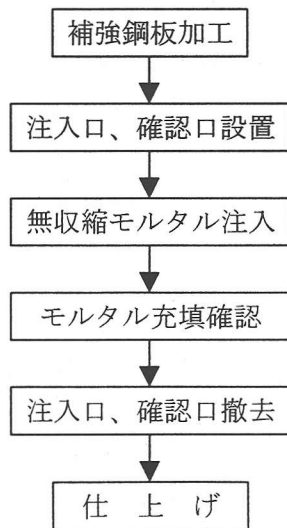 補強鋼板加工
注入口、確認口設置
無収縮モルタル注入
モルタル充填確認
注入口、確認口撤去
仕　上　げ